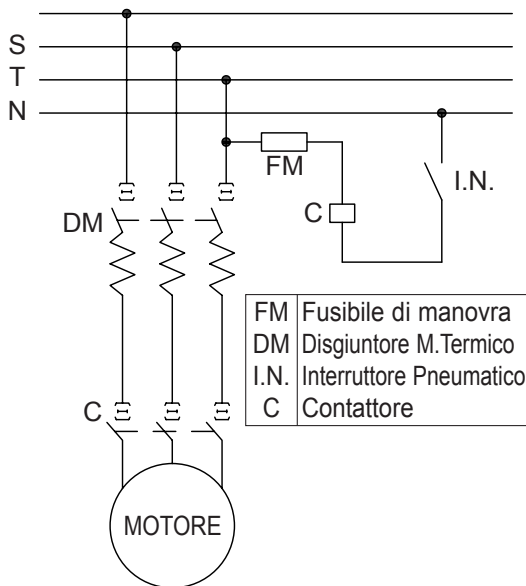 S
T
N
FM
I.N.
C
DM
FM Fusibile di manovra
DM Disgiuntore M.Termico
I.N. Interruttore Pneumatico
C Contattore
C
MOTORE